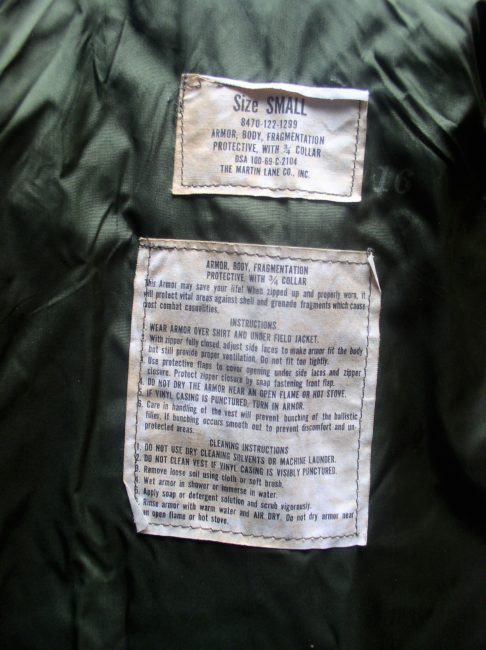 Size SMALL
8470-122-1299
ARMOR, BODY, FRAGMENTATION
PROTECTIVE, WITH ¾ COLLAR
DSA 100-69-C-2104
THE MARTIN LANE CO., INC.
16
ARMOR, BODY, FRAGMENTATION
PROTECTIVE, WITH ¾ COLLAR
This Armor may save your life! When zipped up and properly worn, it
will protect vital areas against shell and grenade fragments which cause
most combat casualties.
INSTRUCTIONS
WEAR ARMOR OVER SHIRT AND UNDER FIELD JACKET.
With zipper fully closed, adjust side laces to make armor fit the body
but still provide proper ventilation. Do not fit too tightly.
Use protective flaps to cover opening under side laces and zipper
closure. Protect zipper closure by snap fastening front flap.
4. DO NOT DRY THE ARMOR NEAR AN OPEN FLAME OR HOT STOVE.
5. IF VINYL CASING IS PUNCTURED, TURN IN ARMOR.
6. Care in handling of the vest will prevent bunching of the ballistic
filler. If bunching occurs smooth out to prevent discomfort and un-
protected areas.
CLEANING INSTRUCTIONS
1. DO NOT USE DRY CLEANING SOLVENTS OR MACHINE LAUNDER.
2. DO NOT CLEAN VEST IF VINYL CASING IS VISIBLY PUNCTURED.
3. Remove loose soil using cloth or soft brush.
4. Wet armor in shower or immerse in water.
5. Apply soap or detergent solution and scrub vigorously.
Rinse armor with warm water and AIR DRY. Do not dry armor near
an open flame or hot stove.